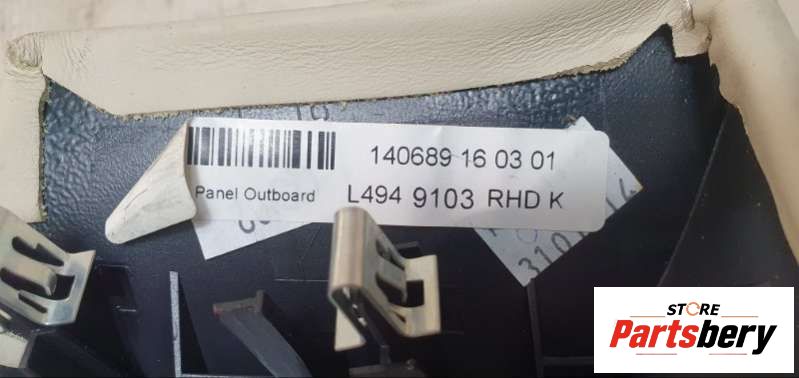 140689 16 03 01
Panel Outboard L494 9103 RHD K
STORE
Partsbery